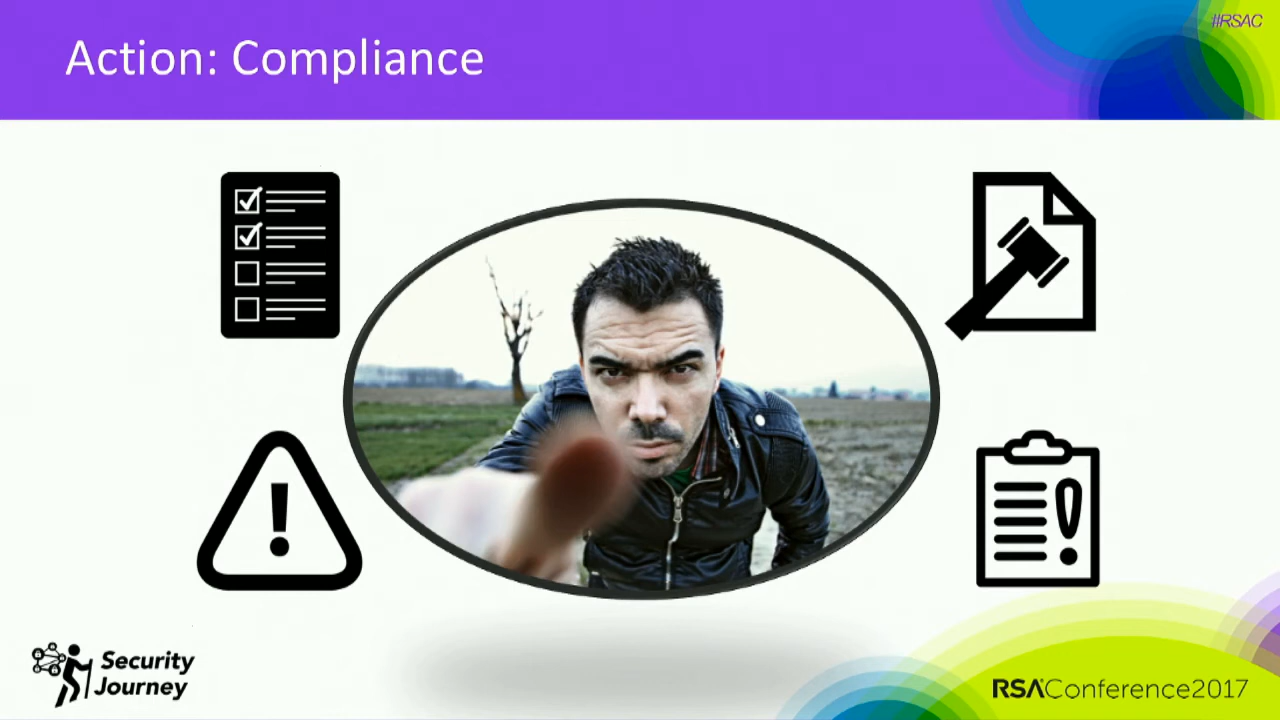 #RSAC
Action: Compliance
Security
Journey
RSAConference2017